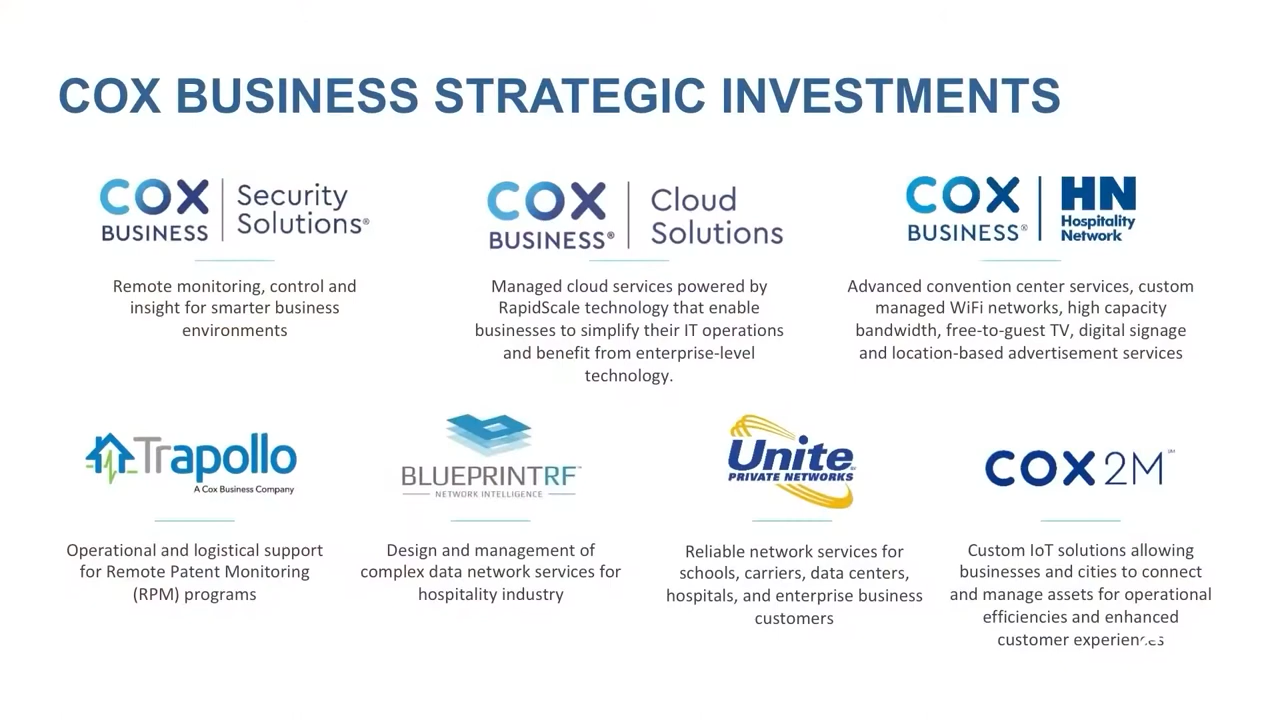 COX BUSINESS STRATEGIC INVESTMENTS
COX BUSINESS | Security Solutions®
Remote monitoring, control and
insight for smarter business
environments
COX BUSINESS® | Cloud Solutions
Managed cloud services powered by
RapidScale technology that enable
businesses to simplify their IT operations
and benefit from enterprise-level
technology.
COX BUSINESS® | HN Hospitality Network
Advanced convention center services, custom
managed WiFi networks, high capacity
bandwidth, free-to-guest TV, digital signage
and location-based advertisement services
Trapollo
A Cox Business Company
Operational and logistical support
for Remote Patent Monitoring
(RPM) programs
BLUEPRINTRF™
NETWORK INTELLIGENCE
Design and management of
complex data network services for
hospitality industry
Unite
PRIVATE NETWORKS
Reliable network services for
schools, carriers, data centers,
hospitals, and enterprise business
customers
COX2M℠
Custom IoT solutions allowing
businesses and cities to connect
and manage assets for operational
efficiencies and enhanced
customer experiences